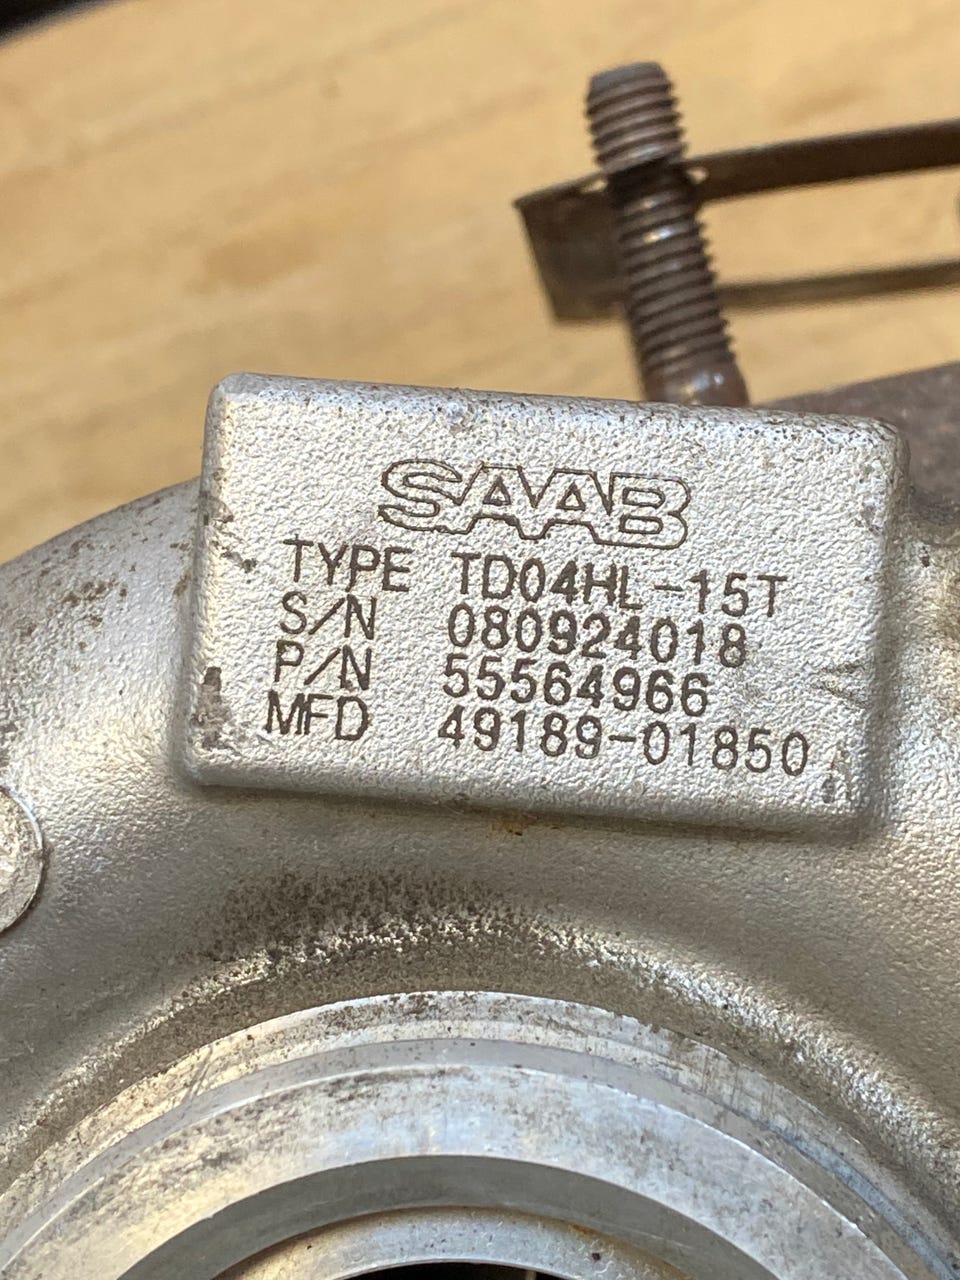 SAAB
TYPE TD04HL-15T
S/N 080924018
P/N 55564966
MFD 49189-01850